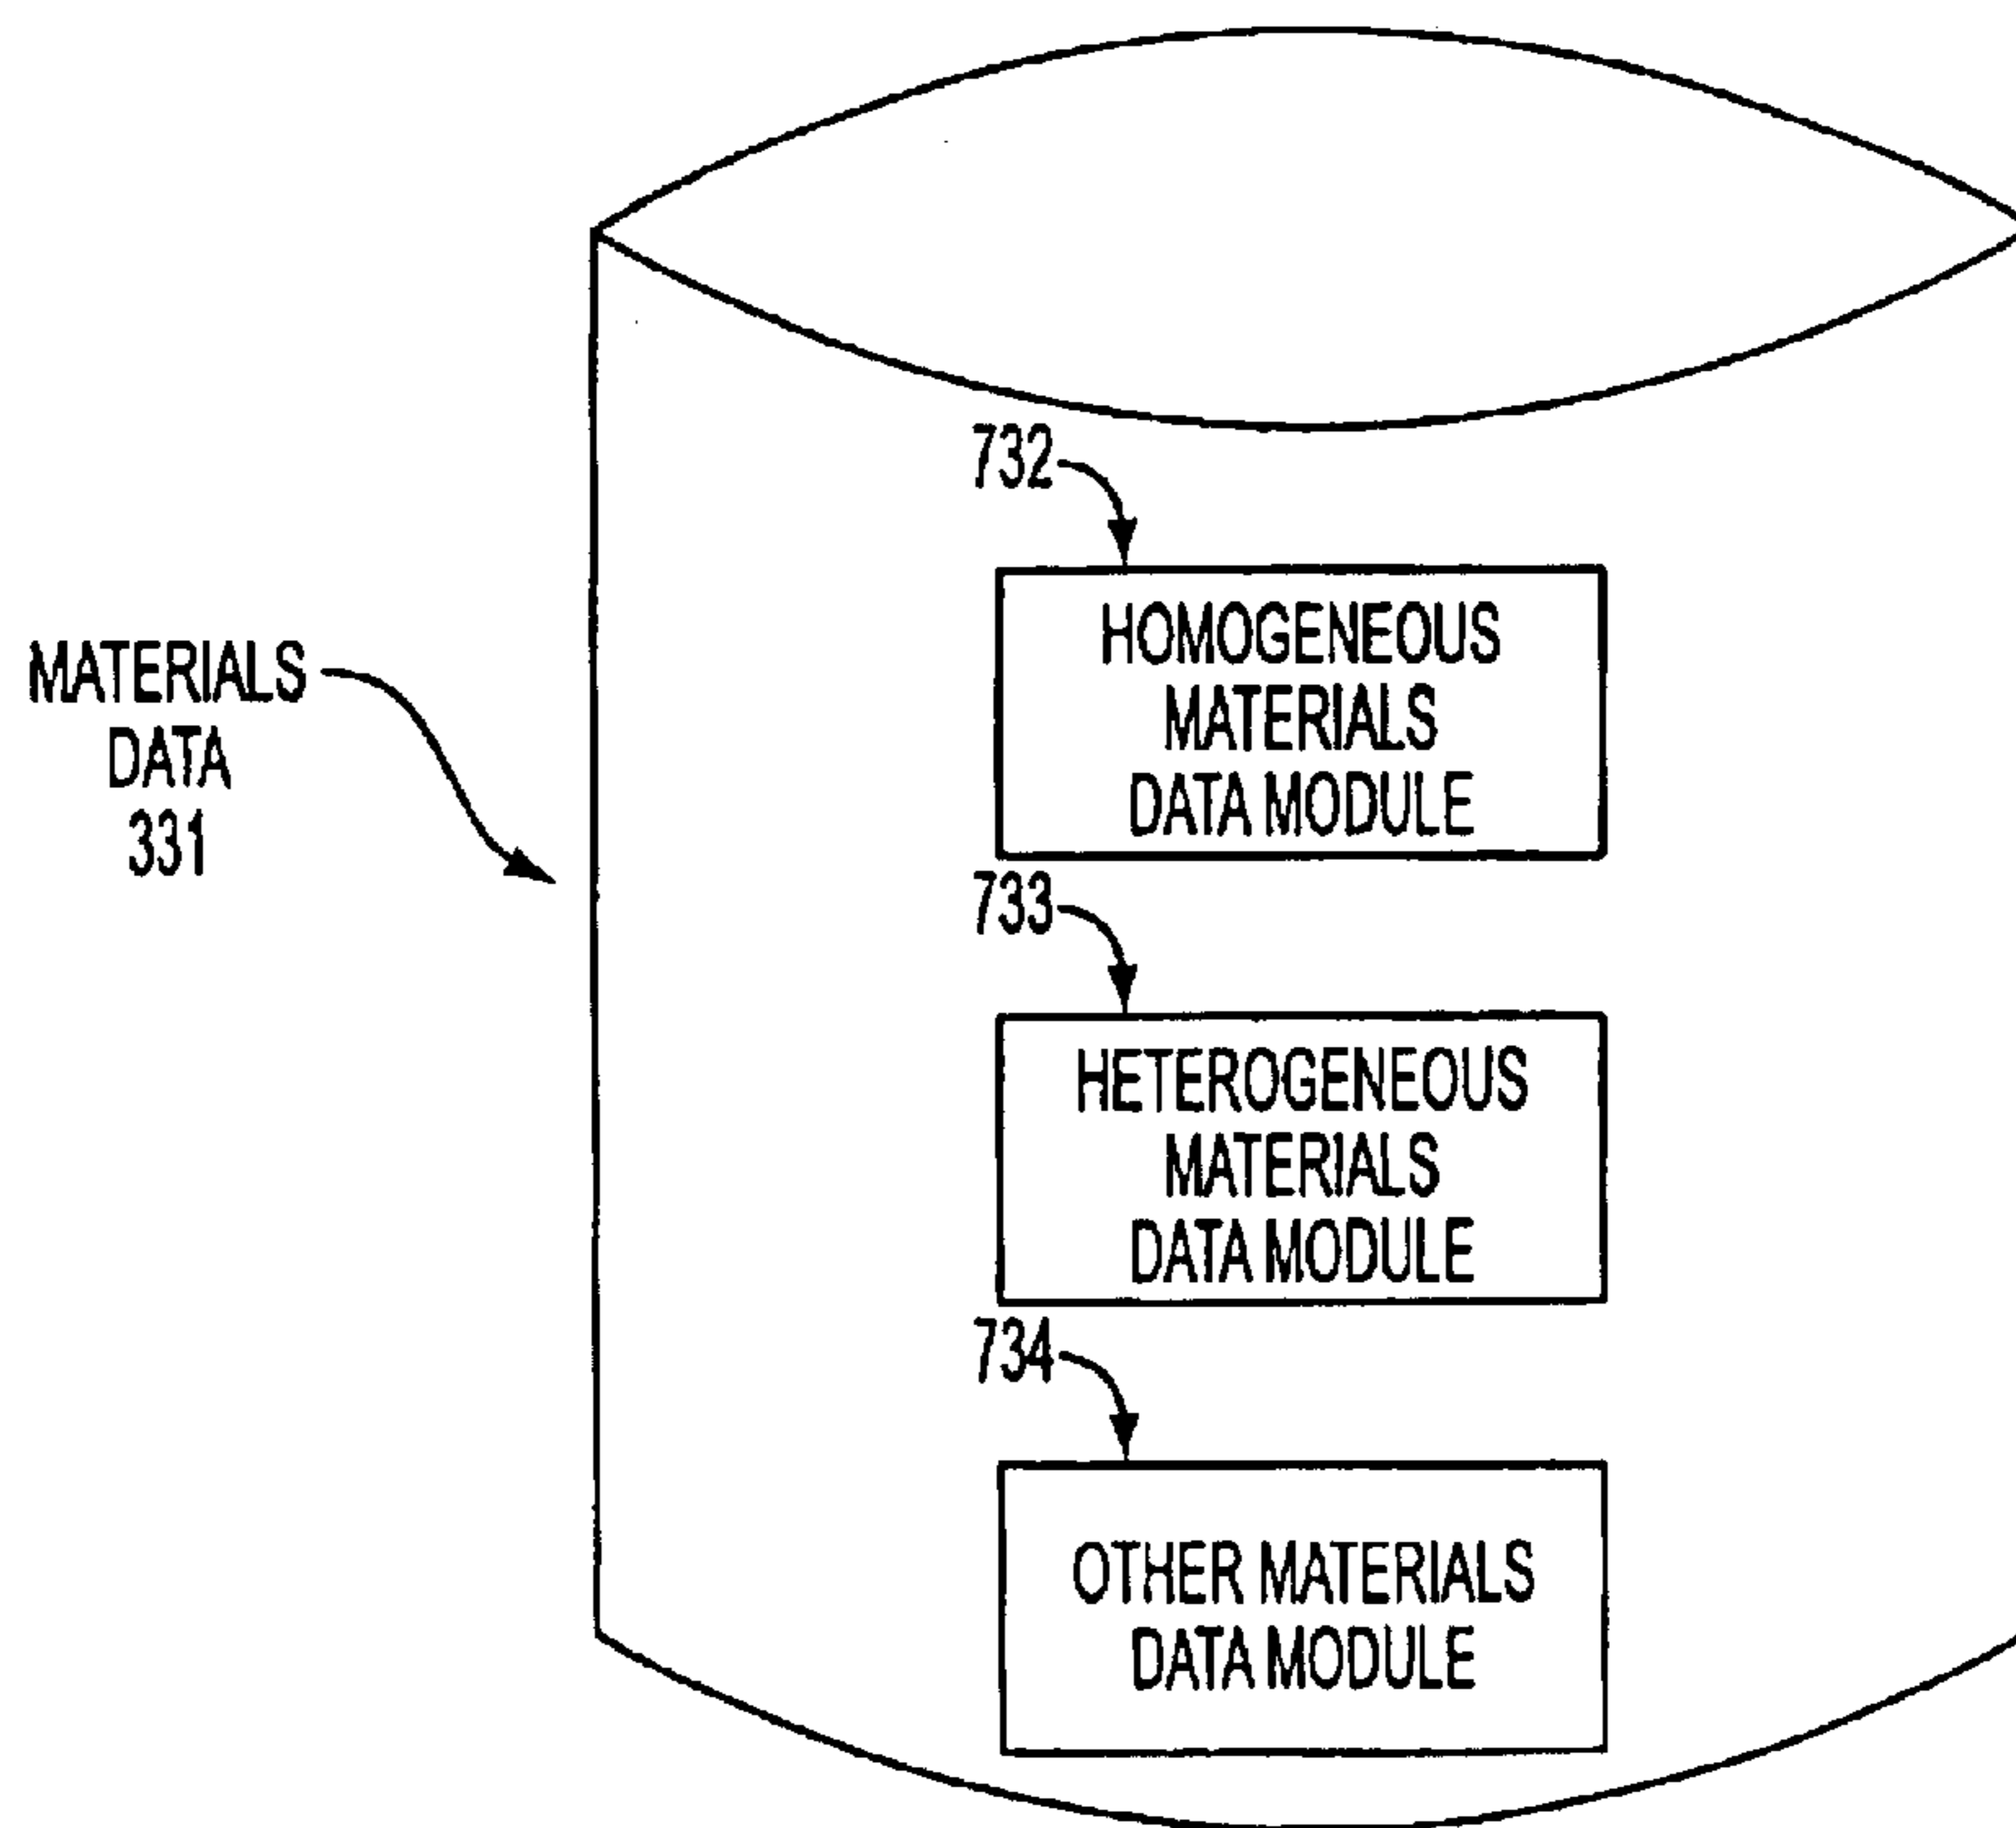 732
HOMOGENEOUS
MATERIALS
DATA MODULE
MATERIALS
DATA
331
733
HETEROGENEOUS
MATERIALS
DATA MODULE
734
OTHER MATERIALS
DATA MODULE